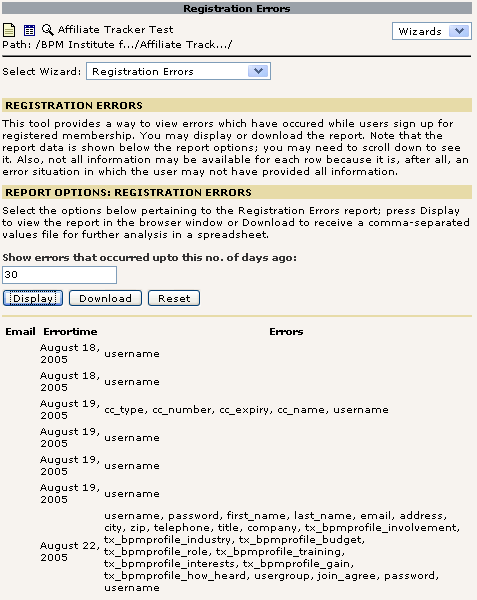 Registration Errors
Affiliate Tracker Test
Wizards
Path: /BPM Institute f.../Affiliate Track.../
Select Wizard: Registration Errors
REGISTRATION ERRORS
This tool provides a way to view errors which have occured while users sign up for
registered membership. You may display or download the report. Note that the
report data is shown below the report options; you may need to scroll down to see
it. Also, not all information may be available for each row because it is, after all, an
error situation in which the user may not have provided all information.
REPORT OPTIONS: REGISTRATION ERRORS
Select the options below pertaining to the Registration Errors report; press Display
to view the report in the browser window or Download to receive a comma-separated
values file for further analysis in a spreadsheet.
Show errors that occurred upto this no. of days ago:
30
Display Download Reset
Email Errortime Errors
August 18,
2005
username
August 18,
2005
username
August 19,
2005
cc_type, cc_number, cc_expiry, cc_name, username
August 19,
2005
username
August 19,
2005
username
August 19,
2005
username
August 22,
2005
username, password, first_name, last_name, email, address,
city, zip, telephone, title, company, tx_bpmprofile_involvement,
tx_bpmprofile_industry, tx_bpmprofile_budget,
tx_bpmprofile_role, tx_bpmprofile_training,
tx_bpmprofile_interests, tx_bpmprofile_gain,
tx_bpmprofile_how_heard, usergroup, join_agree, password,
username